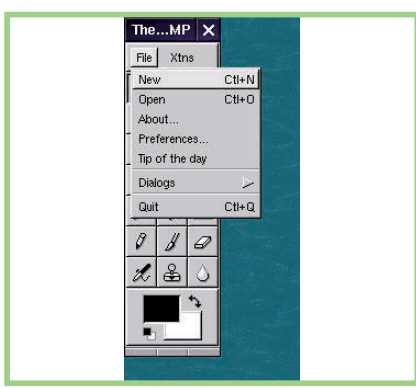 The...MP X
File Xtns
New Ctl+N
Open Ctl+O
About...
Preferences...
Tip of the day
Dialogs
Quit Ctl+Q